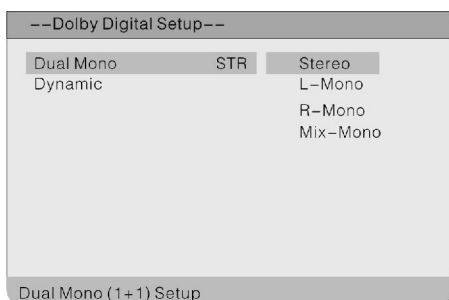 --Dolby Digital Setup--
Dual Mono STR Stereo
Dynamic L-Mono
R-Mono
Mix-Mono
Dual Mono (1+1) Setup